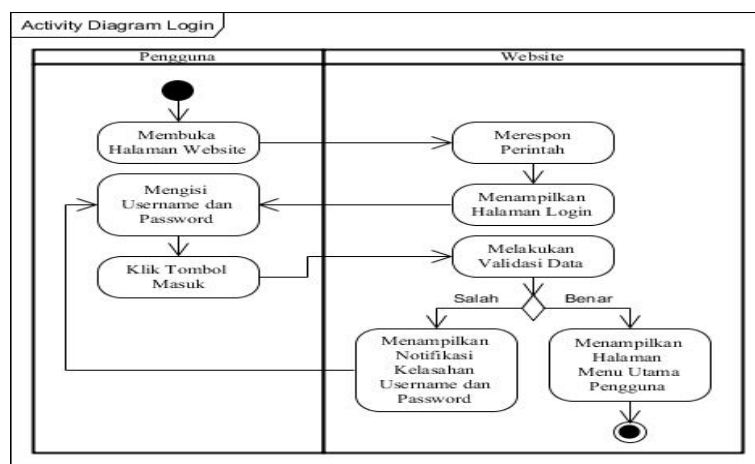 Activity Diagram Login
Pengguna
Website
Membuka
Halaman Website
Merespon
Perintah
Menampilkan
Halaman Login
Mengisi
Username dan
Password
Klik Tombol
Masuk
Melakukan
Validasi Data
Salah
Benar
Menampilkan
Notifikasi
Kelasahan
Username dan
Password
Menampilkan
Halaman
Menu Utama
Pengguna